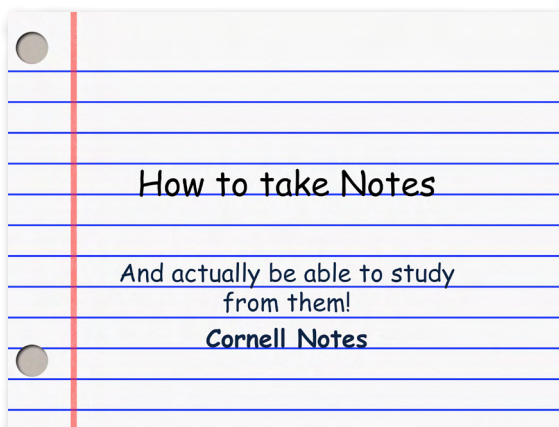 How to take Notes
And actually be able to study
from them!
Cornell Notes